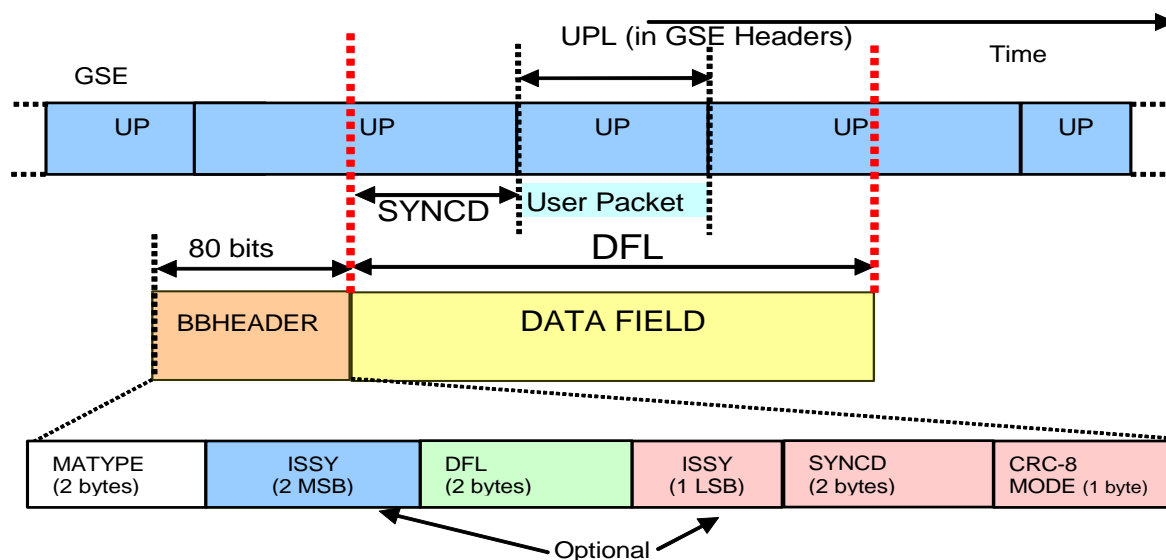 UPL (in GSE Headers)
Time
GSE
UP UP UP UP UP
SYNCD
User Packet
80 bits
DFL
BBHEADER
DATA FIELD
MATYPE
(2 bytes)
ISSY
(2 MSB)
DFL
(2 bytes)
ISSY
(1 LSB)
SYNCD
(2 bytes)
CRC-8
MODE (1 byte)
Optional